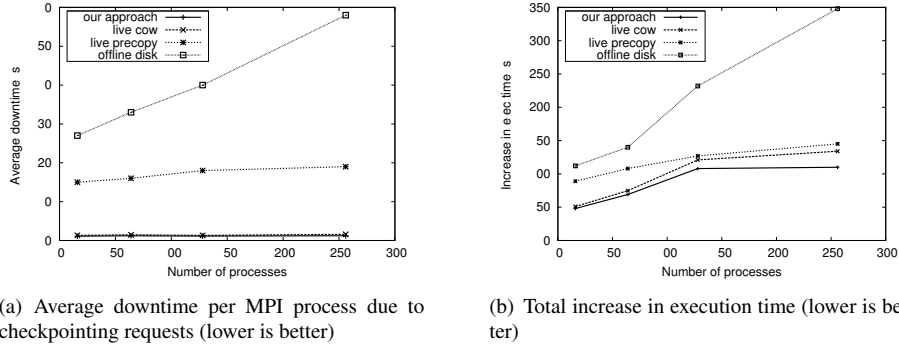 our approach
live cow
live precopy
offline disk
Average downtime s
0
50
0
30
20
0
0
0 50 00 50 200 250 300
Number of processes
(a) Average downtime per MPI process due to
checkpointing requests (lower is better)
our approach
live cow
live precopy
offline disk
Increase in e ec time s
350
350
250
200
50
00
50
0
0 50 00 50 200 250 300
Number of processes
(b) Total increase in execution time (lower is be
ter)